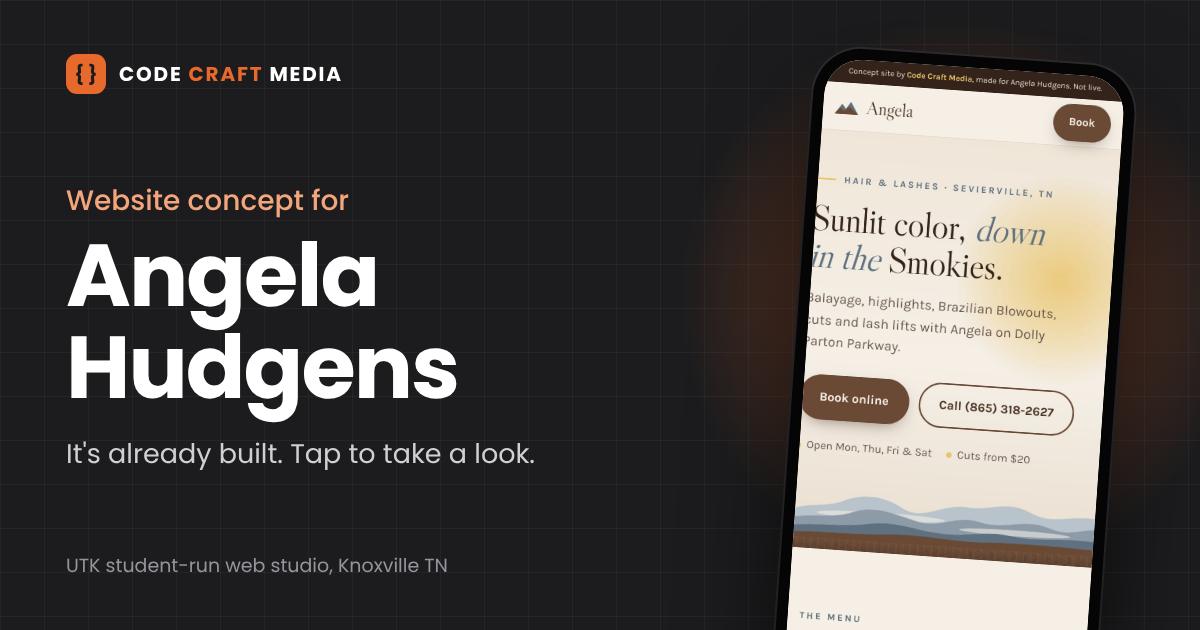 { } CODE CRAFT MEDIA
Website concept for
Angela
Hudgens
It's already built. Tap to take a look.
UTK student-run web studio, Knoxville TN
Concept site by Code Craft Media, made for Angela Hudgens. Not live.
Angela
Book
HAIR & LASHES · SEVIERVILLE, TN
Sunlit color, down
in the Smokies.
Balayage, highlights, Brazilian Blowouts,
cuts and lash lifts with Angela on Dolly
Parton Parkway.
Book online
Call (865) 318-2627
Open Mon, Thu, Fri & Sat
Cuts from $20
THE MENU